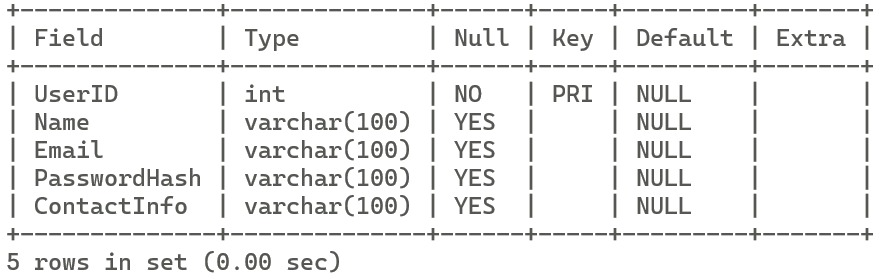 +--------------+--------------+------+-----+---------+-------+
| Field        | Type         | Null | Key | Default | Extra |
+--------------+--------------+------+-----+---------+-------+
| UserID       | int          | NO   | PRI | NULL    |       |
| Name         | varchar(100) | YES  |     | NULL    |       |
| Email        | varchar(100) | YES  |     | NULL    |       |
| PasswordHash | varchar(100) | YES  |     | NULL    |       |
| ContactInfo  | varchar(100) | YES  |     | NULL    |       |
+--------------+--------------+------+-----+---------+-------+
5 rows in set (0.00 sec)